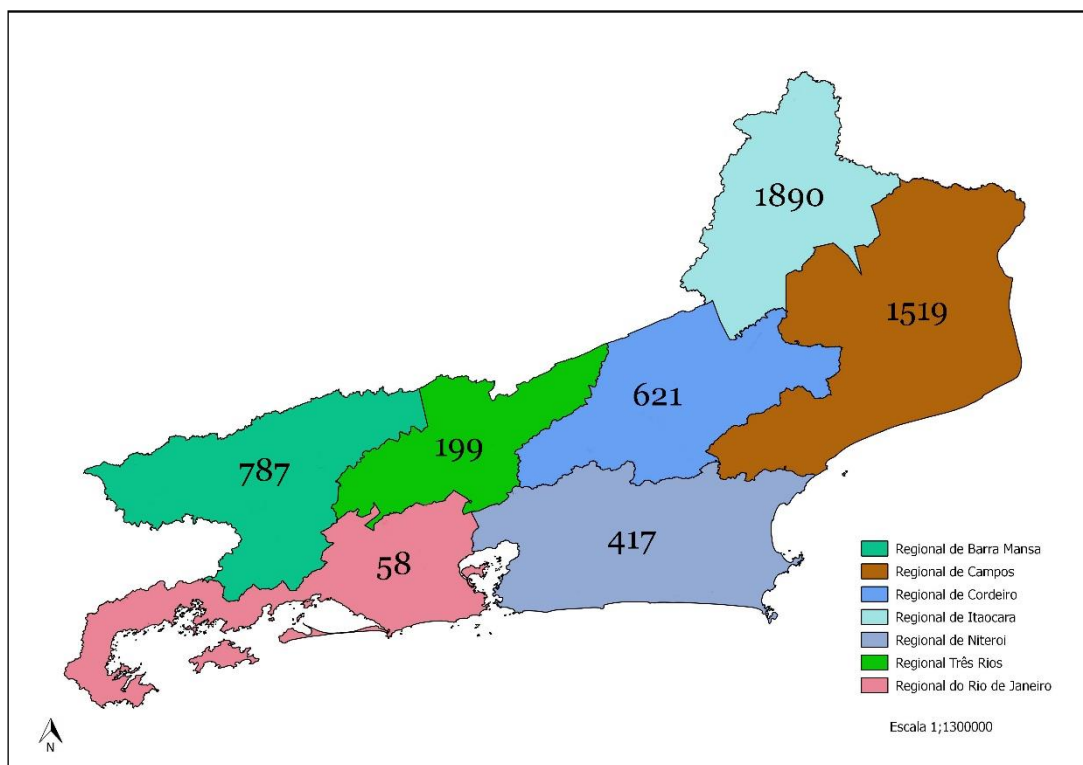 1890
1519
621
199
787
417
58
Regional de Barra Mansa
Regional de Campos
Regional de Cordeiro
Regional de Itaocara
Regional de Niteroi
Regional Três Rios
Regional do Rio de Janeiro
Escala 1;1300000
N